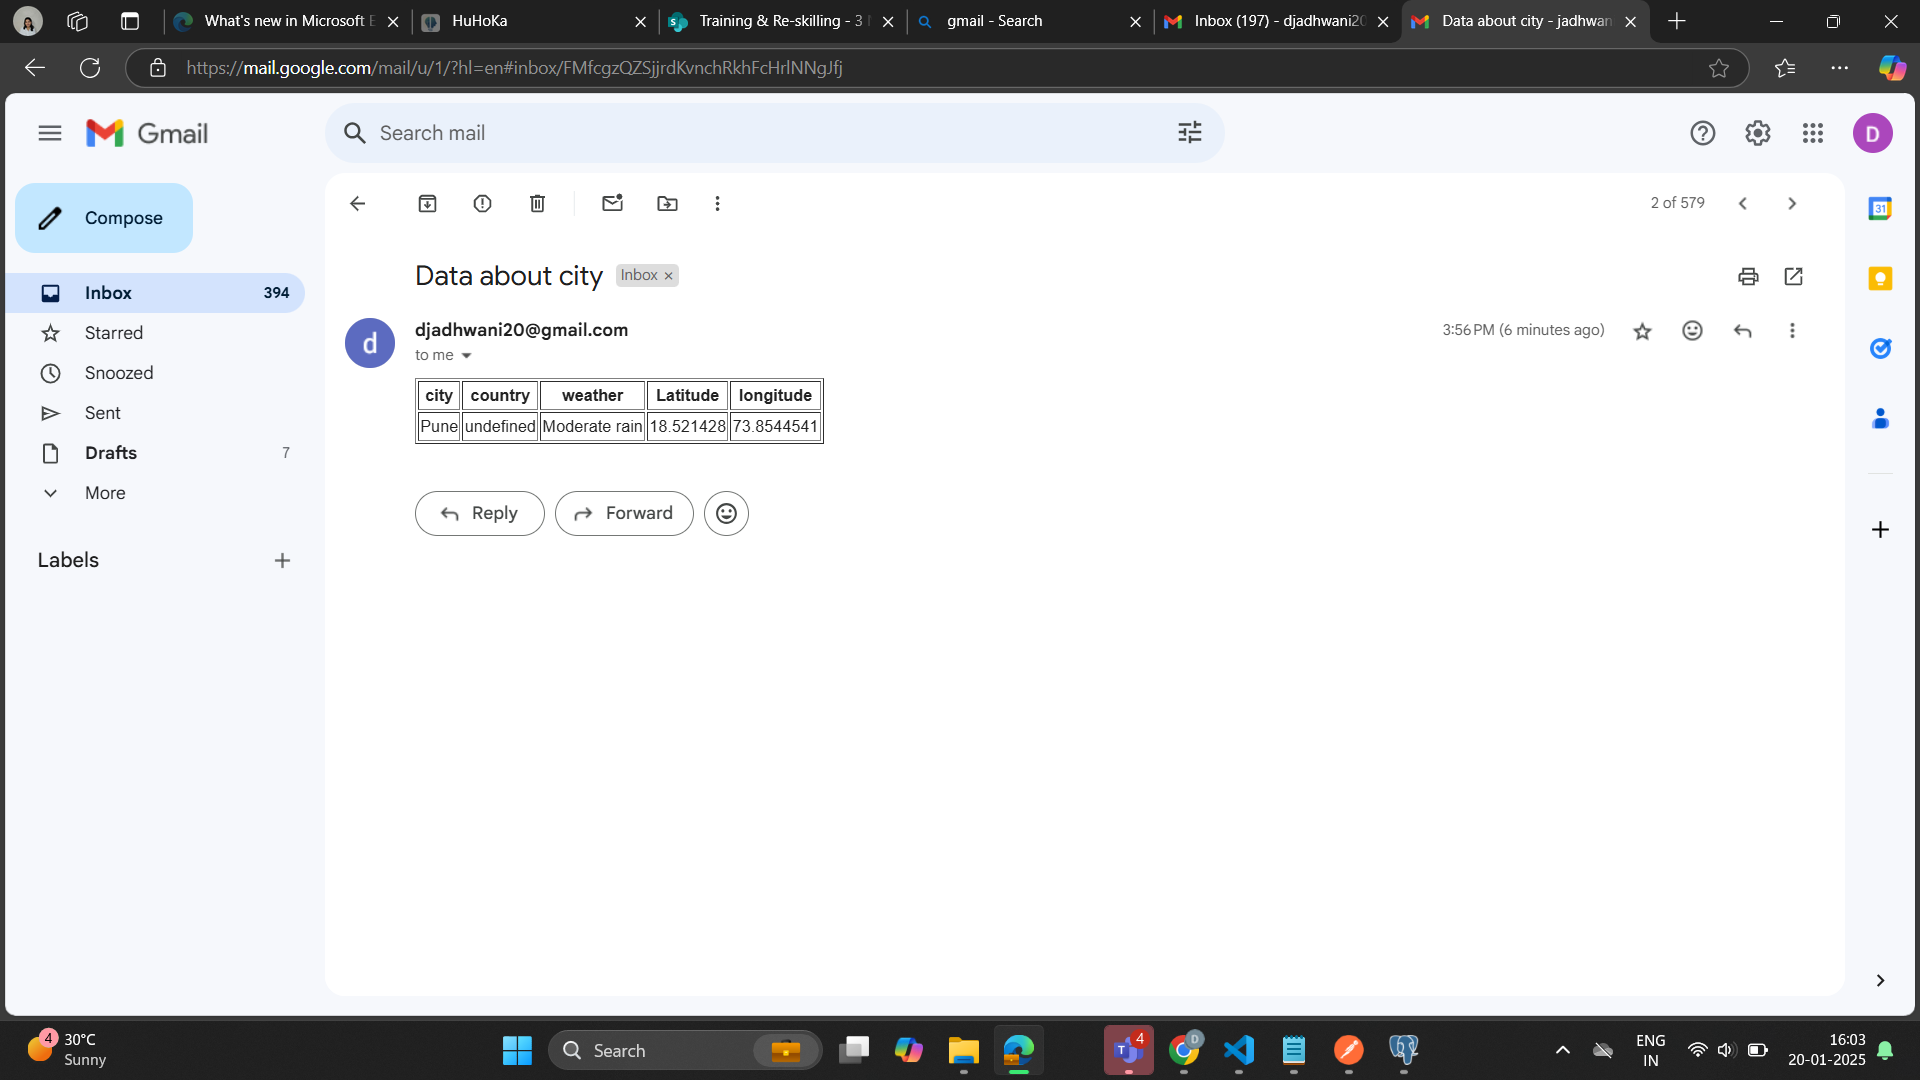 What's new in Microsoft E
HuHoKa
Training & Re-skilling - 3
gmail - Search
Inbox (197) - djadhwani20
Data about city - jadhwan
https://mail.google.com/mail/u/1/?hl=en#inbox/FMfcgzQZSjjrdKvnchRkhFcHrlNNgJfj
Gmail
Search mail
D
Compose
2 of 579
31
Data about city
Inbox ×
Inbox 394
Starred
Snoozed
Sent
Drafts 7
More
Labels
d
djadhwani20@gmail.com
3:56 PM (6 minutes ago)
to me
city country weather Latitude longitude
Pune undefined Moderate rain 18.521428 73.8544541
Reply
Forward
4
30°C
Sunny
Search
T 4
D
ENG
IN
16:03
20-01-2025